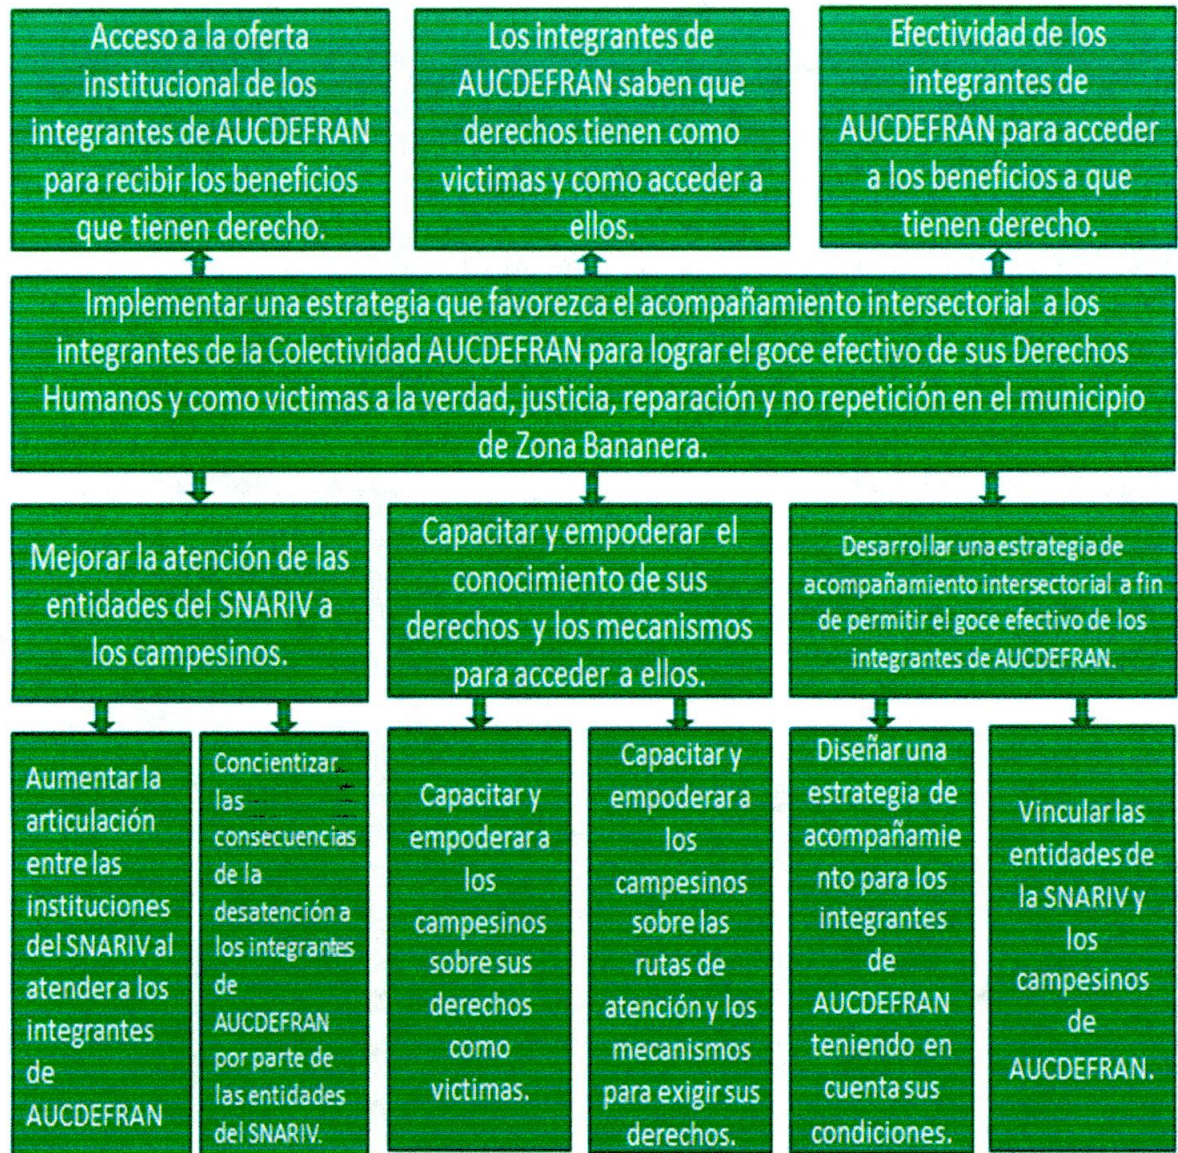 Acceso a la oferta
institucional de los
integrantes de AUCDEFRAN
para recibir los beneficios
que tienen derecho.
Los integrantes de
AUCDEFRAN saben que
derechos tienen como
victimas y como acceder a
ellos.
Efectividad de los
integrantes de
AUCDEFRAN para acceder
a los beneficios a que
tienen derecho.
Implementar una estrategia que favorezca el acompañamiento intersectorial a los
integrantes de la Colectividad AUCDEFRAN para lograr el goce efectivo de sus Derechos
Humanos y como victimas a la verdad, justicia, reparación y no repetición en el municipio
de Zona Bananera.
Mejorar la atención de las
entidades del SNARIV a
los campesinos.
Capacitar y empoderar el
conocimiento de sus
derechos y los mecanismos
para acceder a ellos.
Desarrollar una estrategia de
acompañamiento intersectorial a fin
de permitir el goce efectivo de los
integrantes de AUCDEFRAN.
Aumentar la
articulación
entre las
instituciones
del SNARIV al
atender a los
integrantes
de
AUCDEFRAN
Concientizar
las
consecuencias
de la
desatención a
los integrantes
de
AUCDEFRAN
por parte de
las entidades
del SNARIV.
Capacitar y
empoderar a
los
campesinos
sobre sus
derechos
como
victimas.
Capacitar y
empoderar a
los
campesinos
sobre las
rutas de
atención y los
mecanismos
para exigir sus
derechos.
Diseñar una
estrategia de
acompañamie
nto para los
integrantes
de
AUCDEFRAN
teniendo en
cuenta sus
condiciones.
Vincular las
entidades de
la SNARIV y
los
campesinos
de
AUCDEFRAN.